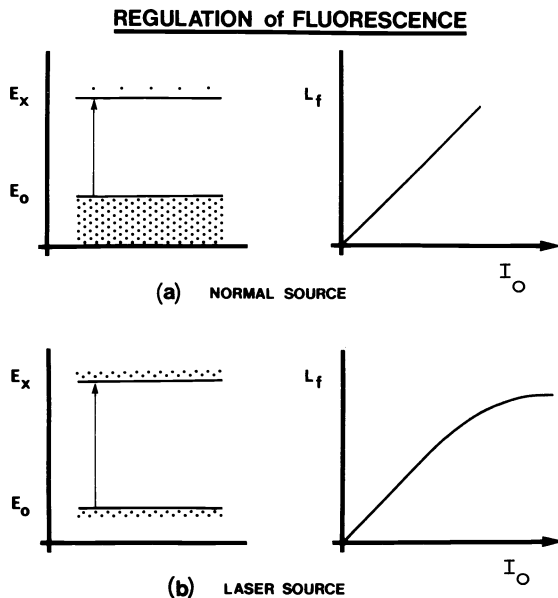 REGULATION of FLUORESCENCE
Ex
Lf
Eo
Io
(a) NORMAL SOURCE
Ex
Lf
Eo
Io
(b) LASER SOURCE